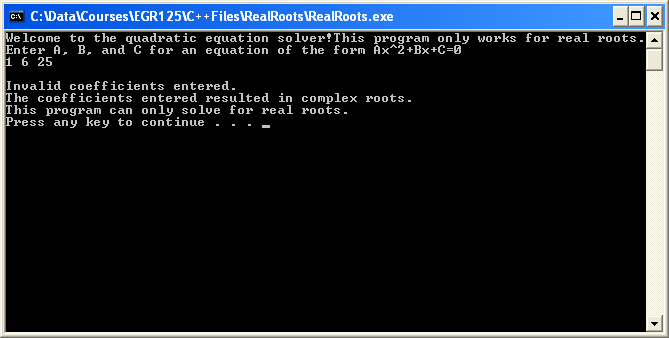 C:\Data\Courses\EGR125\C++Files\RealRoots\RealRoots.exe
Welcome to the quadratic equation solver!This program only works for real roots.
Enter A, B, and C for an equation of the form Ax^2+Bx+C=0
1 6 25
Invalid coefficients entered.
The coefficients entered resulted in complex roots.
This program can only solve for real roots.
Press any key to continue . . . _